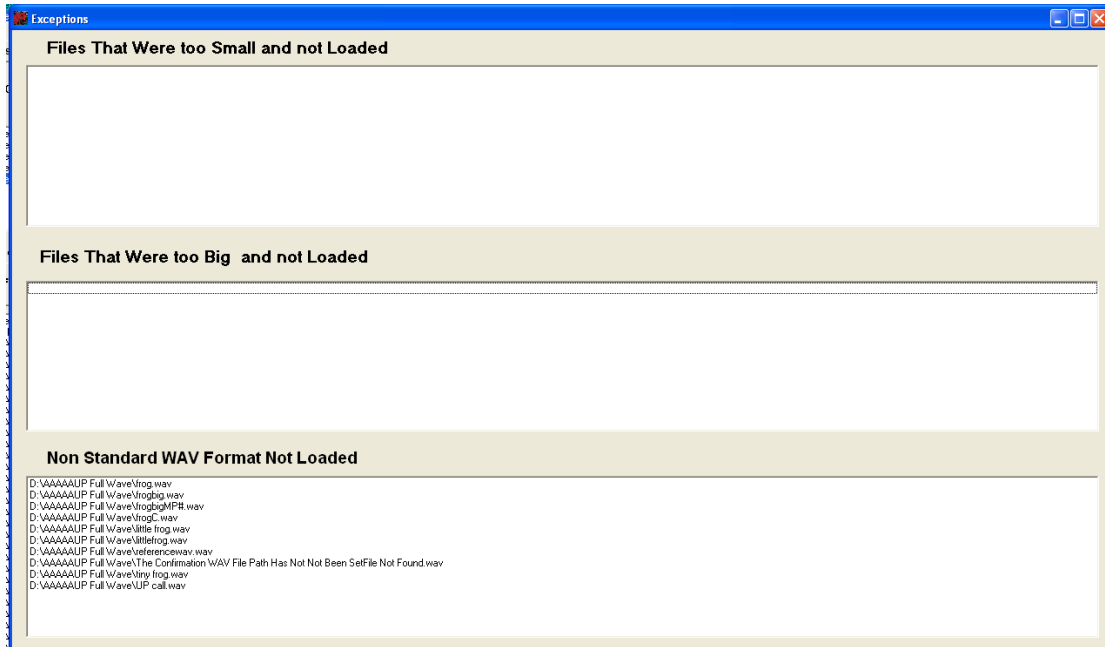 Exceptions
Files That Were too Small and not Loaded
Files That Were too Big  and not Loaded
Non Standard WAV Format Not Loaded
D:\AAAAAUP Full Wave\frog.wav
D:\AAAAAUP Full Wave\frogbig.wav
D:\AAAAAUP Full Wave\frogbigMP#.wav
D:\AAAAAUP Full Wave\frogC.wav
D:\AAAAAUP Full Wave\little frog.wav
D:\AAAAAUP Full Wave\littlefrog.wav
D:\AAAAAUP Full Wave\referencewav.wav
D:\AAAAAUP Full Wave\The Confirmation WAV File Path Has Not Not Been SetFile Not Found.wav
D:\AAAAAUP Full Wave\tiny frog.wav
D:\AAAAAUP Full Wave\UP call.wav